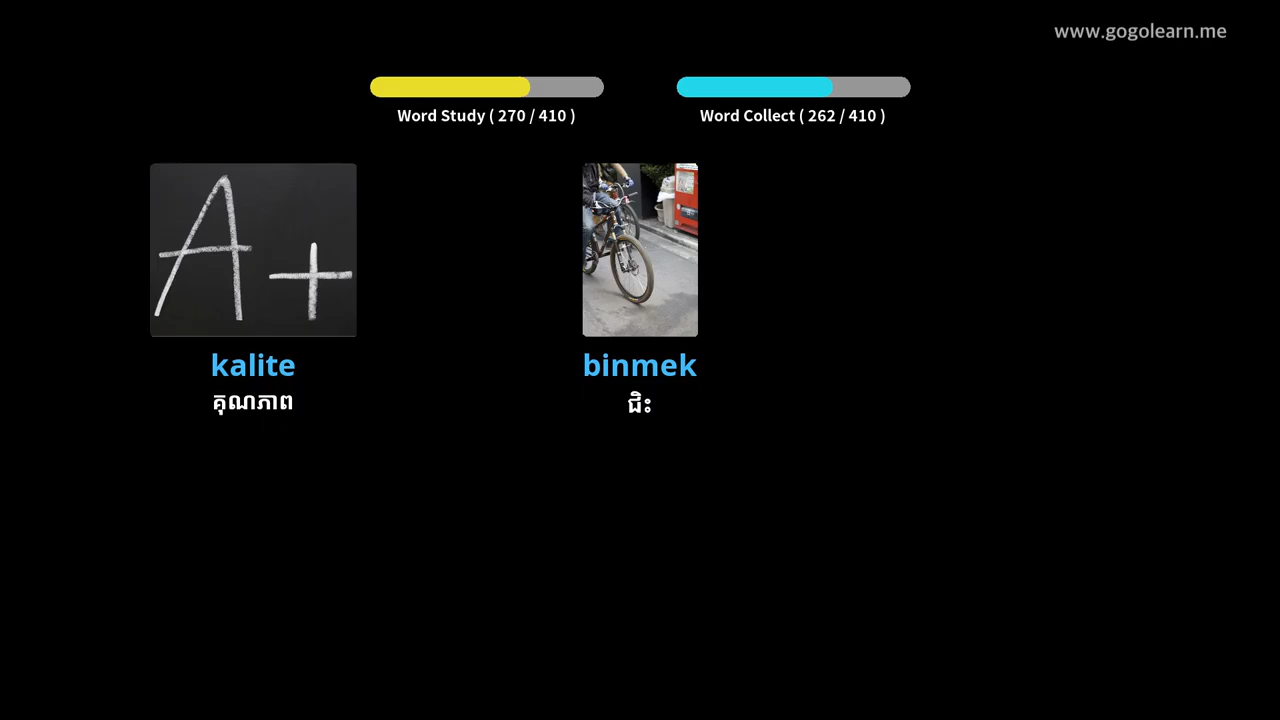 www.gogolearn.me
Word Study ( 270 / 410 )
Word Collect ( 262 / 410 )
A+
kalite
គុណភាព
binmek
ជិះ